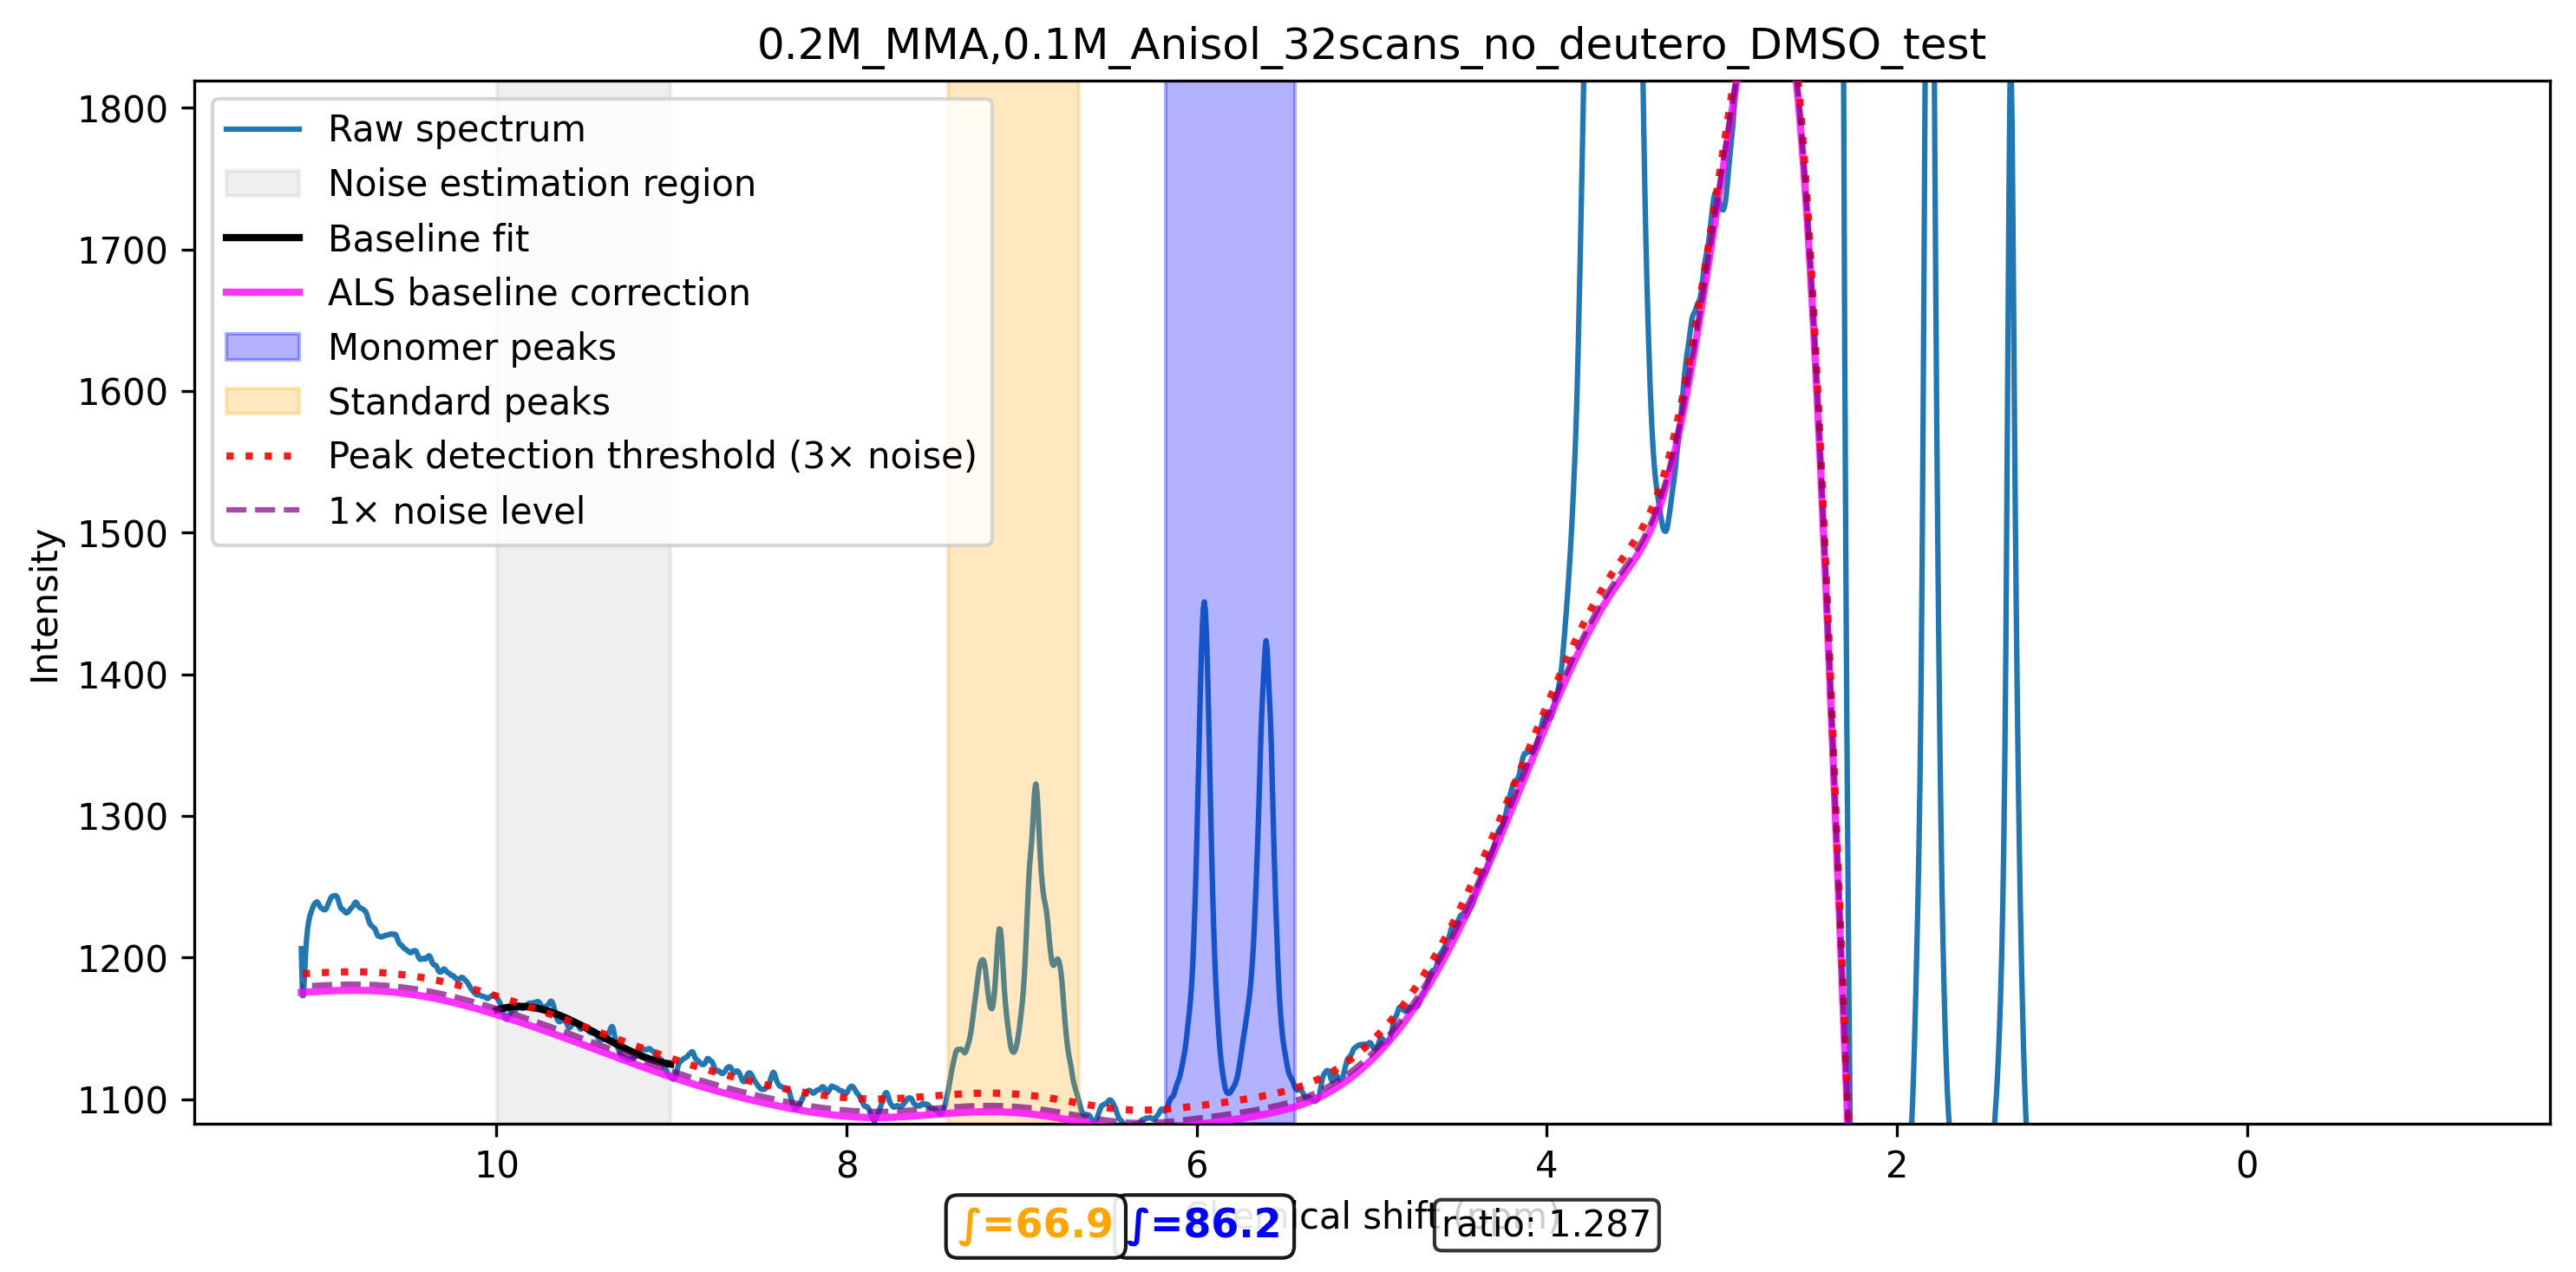 0.2M_MMA,0.1M_Anisol_32scans_no_deutero_DMSO_test
Intensity
1800
1700
1600
1500
1400
1300
1200
1100
Raw spectrum
Noise estimation region
Baseline fit
ALS baseline correction
Monomer peaks
Standard peaks
Peak detection threshold (3× noise)
1× noise level
10 8 6 4 2 0
Chemical shift (ppm)
∫=66.9 ∫=86.2 ratio: 1.287